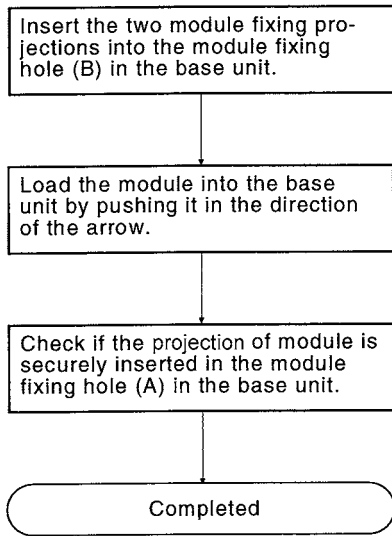 Insert the two module fixing pro-
jections into the module fixing
hole (B) in the base unit.
Load the module into the base
unit by pushing it in the direction
of the arrow.
Check if the projection of module is
securely inserted in the module
fixing hole (A) in the base unit.
Completed